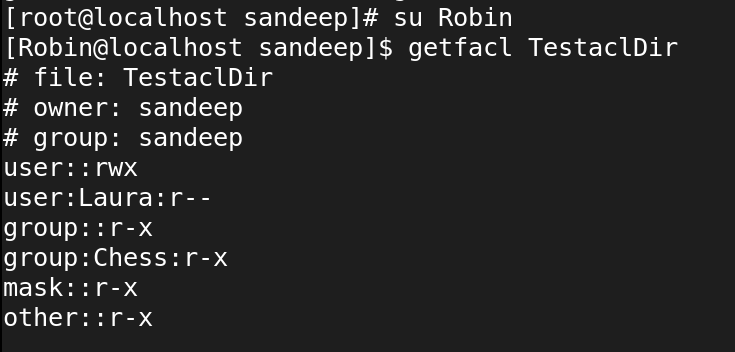 [root@localhost sandeep]# su Robin
[Robin@localhost sandeep]$ getfacl TestaclDir
# file: TestaclDir
# owner: sandeep
# group: sandeep
user::rwx
user:Laura:r--
group::r-x
group:Chess:r-x
mask::r-x
other::r-x